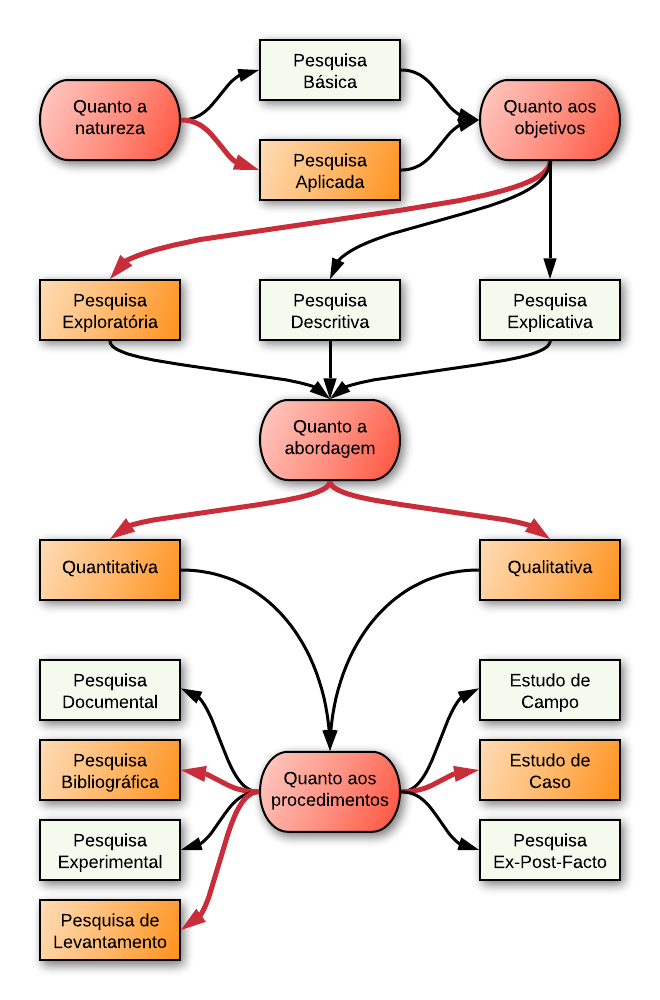 Quanto a
natureza
Pesquisa
Básica
Pesquisa
Aplicada
Quanto aos
objetivos
Pesquisa
Exploratória
Pesquisa
Descritiva
Pesquisa
Explicativa
Quanto a
abordagem
Quantitativa
Qualitativa
Pesquisa
Documental
Pesquisa
Bibliográfica
Pesquisa
Experimental
Pesquisa de
Levantamento
Quanto aos
procedimentos
Estudo de
Campo
Estudo de
Caso
Pesquisa
Ex-Post-Facto